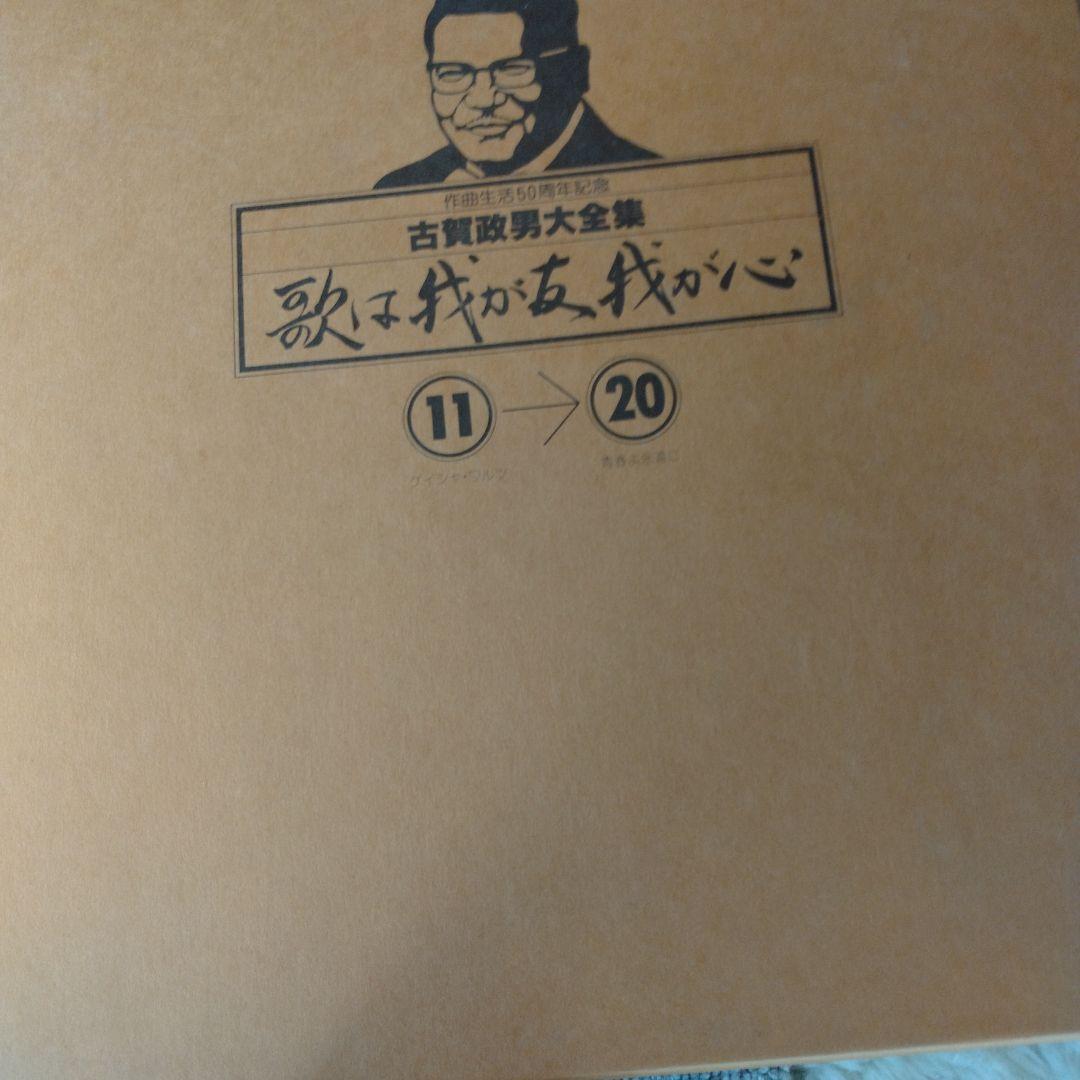 作曲生活50周年記念
古賀政男大全集
歌は我が友我が心
11 20
ゲイシャ・ワルツ